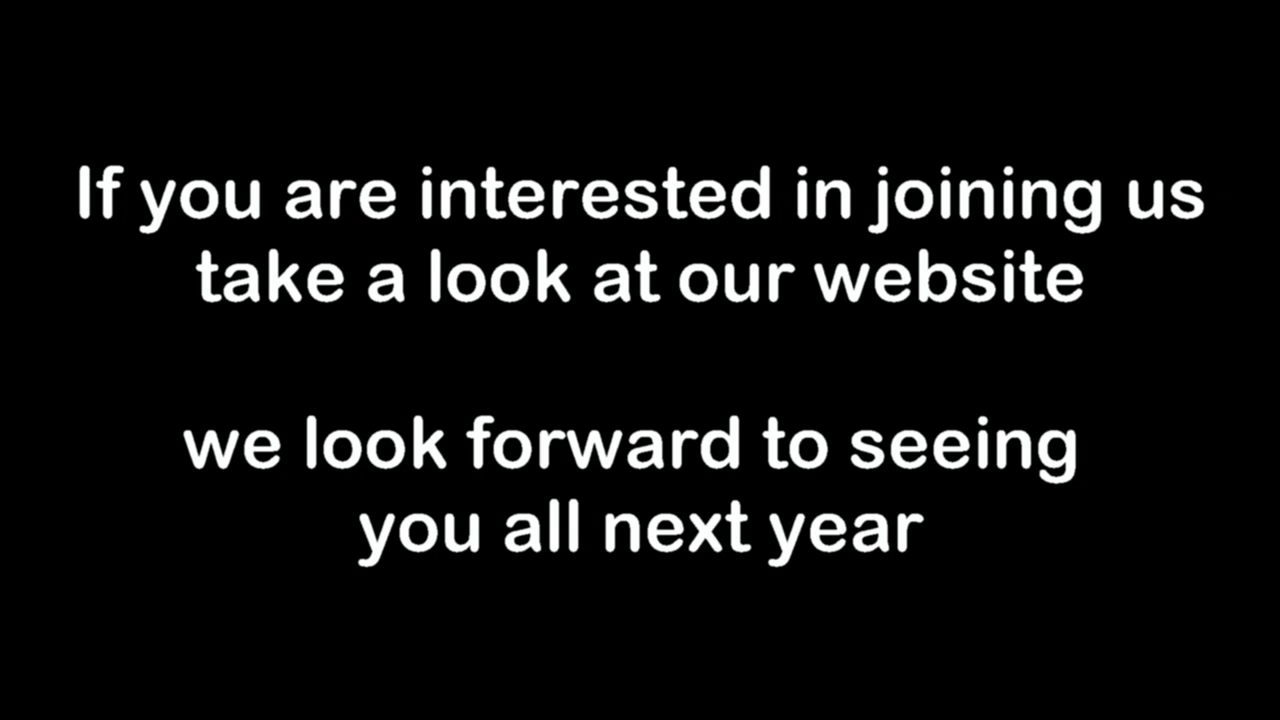 If you are interested in joining us
take a look at our website
we look forward to seeing
you all next year